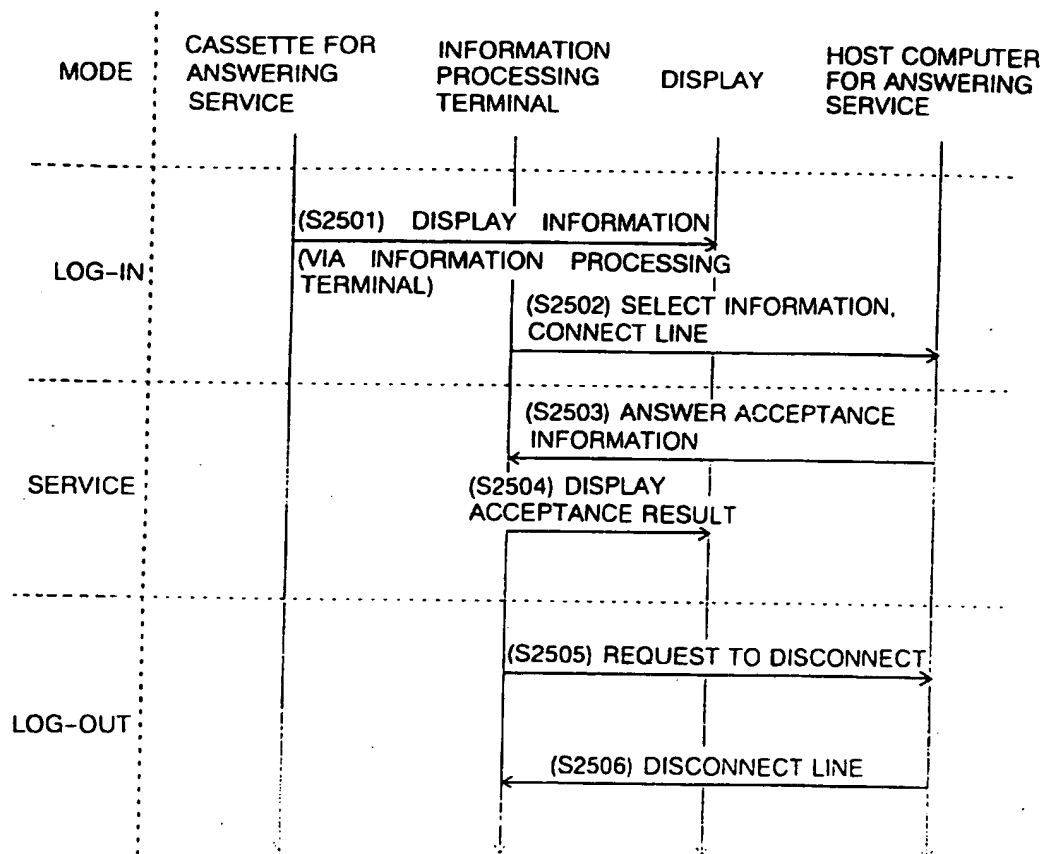 MODE
CASSETTE FOR
ANSWERING
SERVICE
INFORMATION
PROCESSING
TERMINAL
DISPLAY
HOST COMPUTER
FOR ANSWERING
SERVICE
LOG-IN
(S2501) DISPLAY INFORMATION
(VIA INFORMATION PROCESSING
TERMINAL)
(S2502) SELECT INFORMATION,
CONNECT LINE
SERVICE
(S2503) ANSWER ACCEPTANCE
INFORMATION
(S2504) DISPLAY
ACCEPTANCE RESULT
LOG-OUT
(S2505) REQUEST TO DISCONNECT
(S2506) DISCONNECT LINE